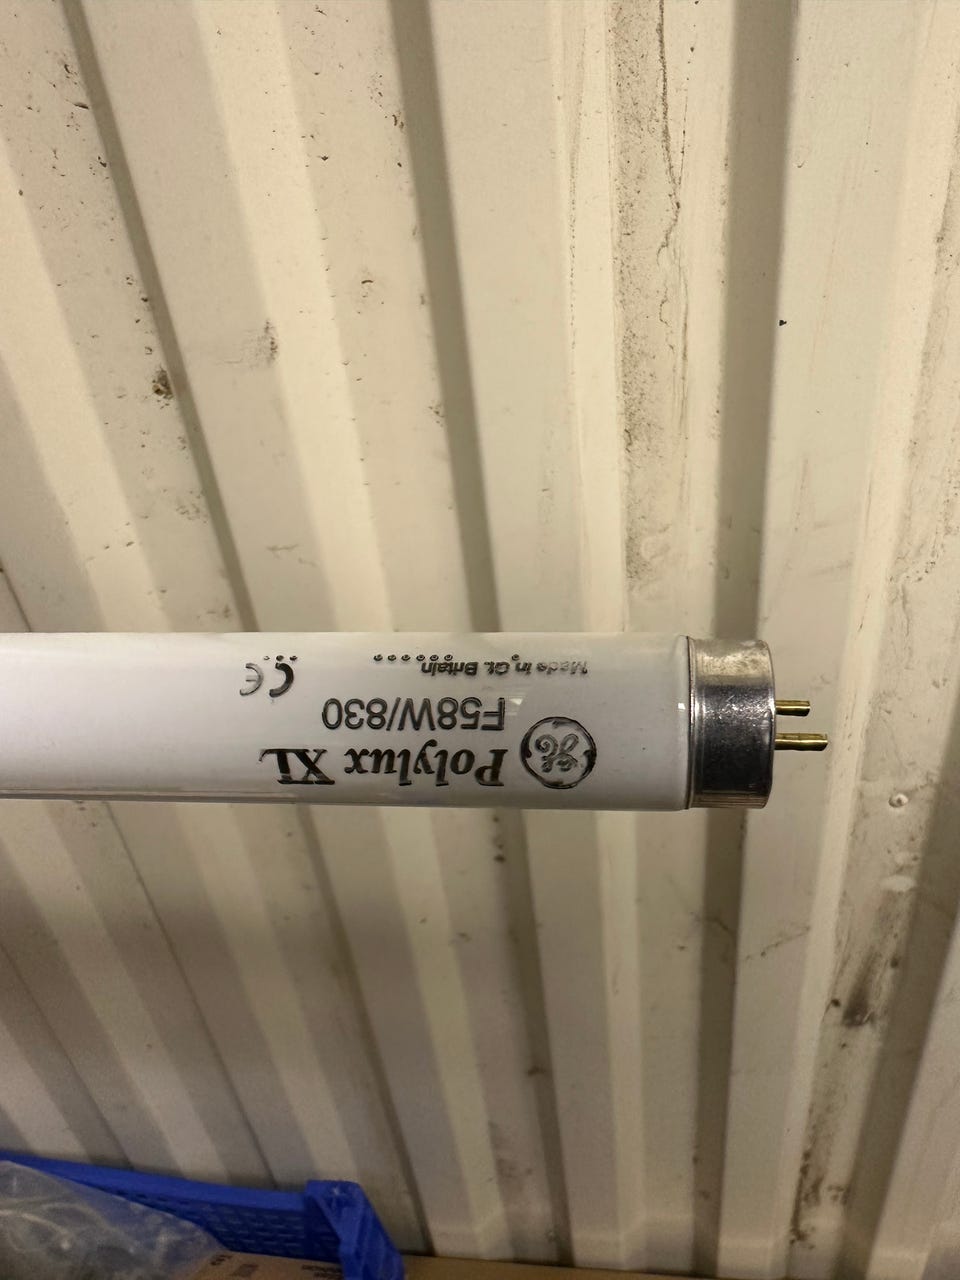 GE
Polylux XL
F58W/830
CE
Made in Gt. Britain